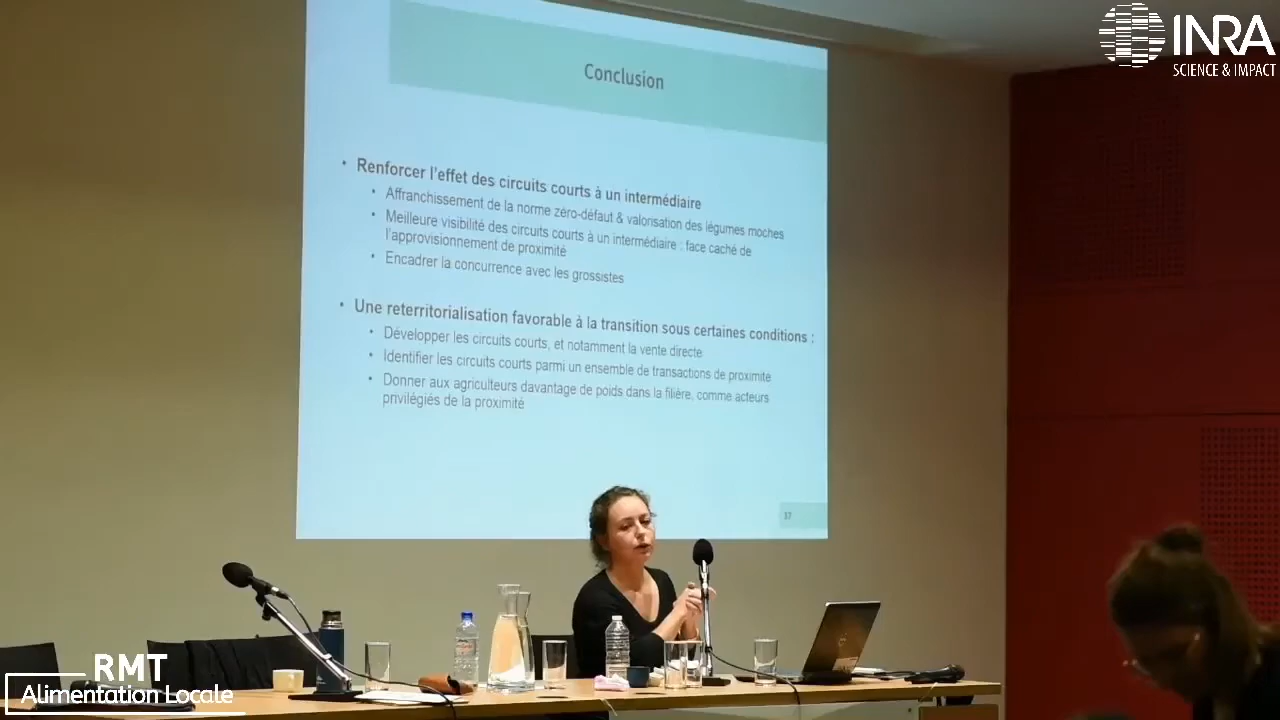 INRA
SCIENCE & IMPACT
Conclusion
• Renforcer l'effet des circuits courts à un intermédiaire
• Affranchissement de la norme zéro-défaut & valorisation des légumes moches
• Meilleure visibilité des circuits courts à un intermédiaire : face caché de
l'approvisionnement de proximité
• Encadrer la concurrence avec les grossistes
• Une reterritorialisation favorable à la transition sous certaines conditions :
• Développer les circuits courts, et notamment la vente directe
• Identifier les circuits courts parmi un ensemble de transactions de proximité
• Donner aux agriculteurs davantage de poids dans la filière, comme acteurs
privilégiés de la proximité
37
RMT
Alimentation Locale